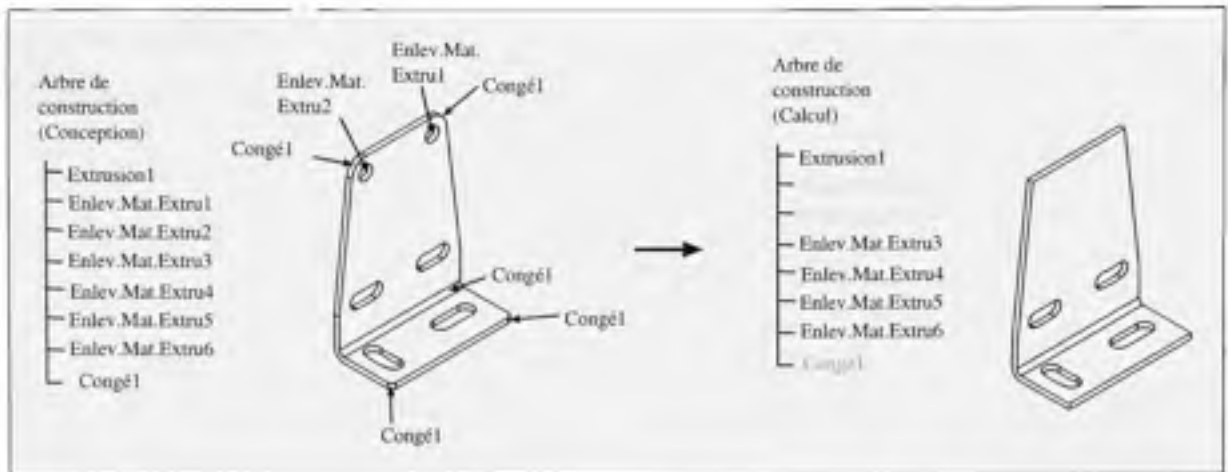 Arbre de
construction
(Conception)
Extrusion1
Enlev.Mat.Extru1
Enlev.Mat.Extru2
Enlev.Mat.Extru3
Enlev.Mat.Extru4
Enlev.Mat.Extru5
Enlev.Mat.Extru6
Congé1
Enlev.Mat.
Extru1
Enlev.Mat.
Extru2
Congé1
Congé1
Congé1
Congé1
Congé1
Arbre de
construction
(Calcul)
Extrusion1
Enlev.Mat.Extru3
Enlev.Mat.Extru4
Enlev.Mat.Extru5
Enlev.Mat.Extru6
Congé1